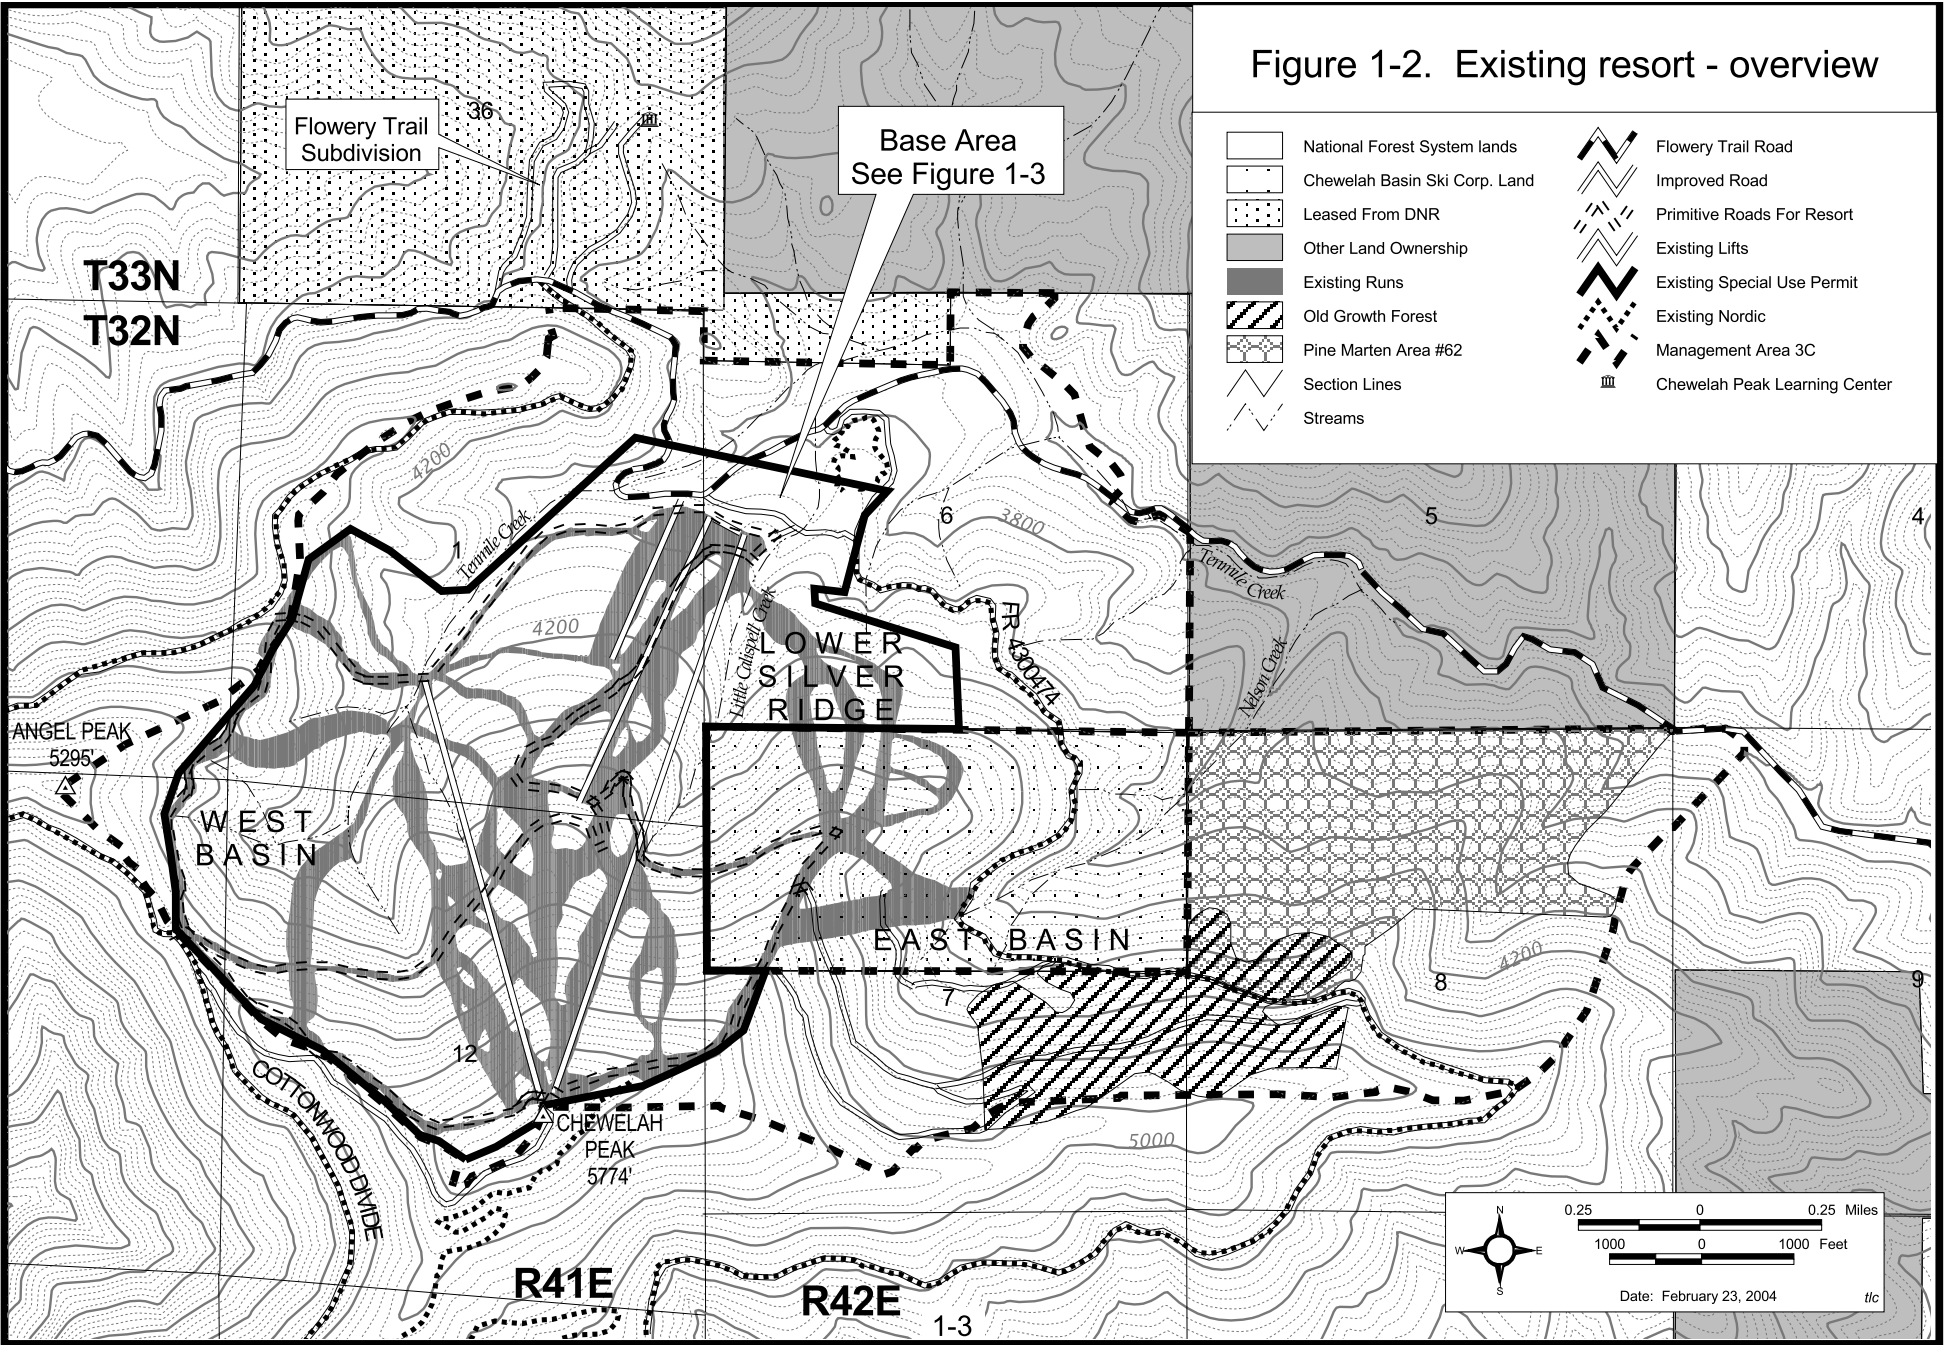 Figure 1-2.  Existing resort - overview
National Forest System lands
Chewelah Basin Ski Corp. Land
Leased From DNR
Other Land Ownership
Existing Runs
Old Growth Forest
Pine Marten Area #62
Section Lines
Streams
Flowery Trail Road
Improved Road
Primitive Roads For Resort
Existing Lifts
Existing Special Use Permit
Existing Nordic
Management Area 3C
Chewelah Peak Learning Center
36
Flowery Trail
Subdivision
Base Area
See Figure 1-3
T33N
T32N
4200
1
Tenmile Creek
6
3800
5
4
Tenmile Creek
4200
Little Calispell Creek
LOWER
SILVER
RIDGE
FR 4300474
Nelson Creek
ANGEL PEAK
5295'
WEST
BASIN
EAST BASIN
4200
7
8
9
12
COTTONWOOD DIVIDE
CHEWELAH
PEAK
5774'
5000
R41E
R42E
1-3
0.25 0 0.25 Miles
1000 0 1000 Feet
N
W E
S
Date:  February 23, 2004
tlc